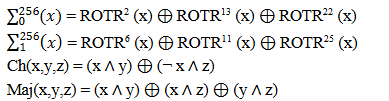 ∑₀²⁵⁶(x) = ROTR² (x) ⊕ ROTR¹³ (x) ⊕ ROTR²² (x)
∑₁²⁵⁶(x) = ROTR⁶ (x) ⊕ ROTR¹¹ (x) ⊕ ROTR²⁵ (x)
Ch(x,y,z) = (x ∧ y) ⊕ (¬ x ∧ z)
Maj(x,y,z) = (x ∧ y) ⊕ (x ∧ z) ⊕ (y ∧ z)